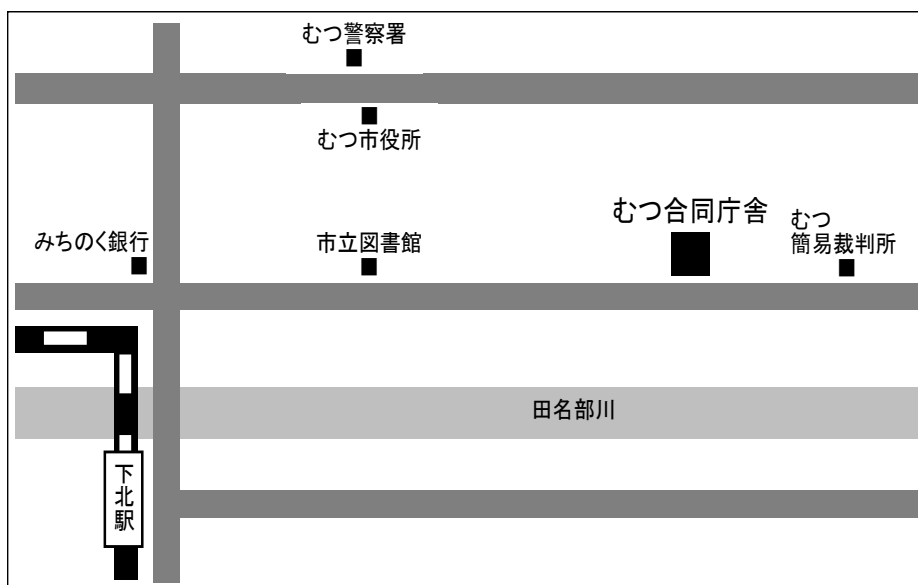 むつ警察署
むつ市役所
むつ合同庁舎
むつ
簡易裁判所
みちのく銀行
市立図書館
田名部川
下北駅